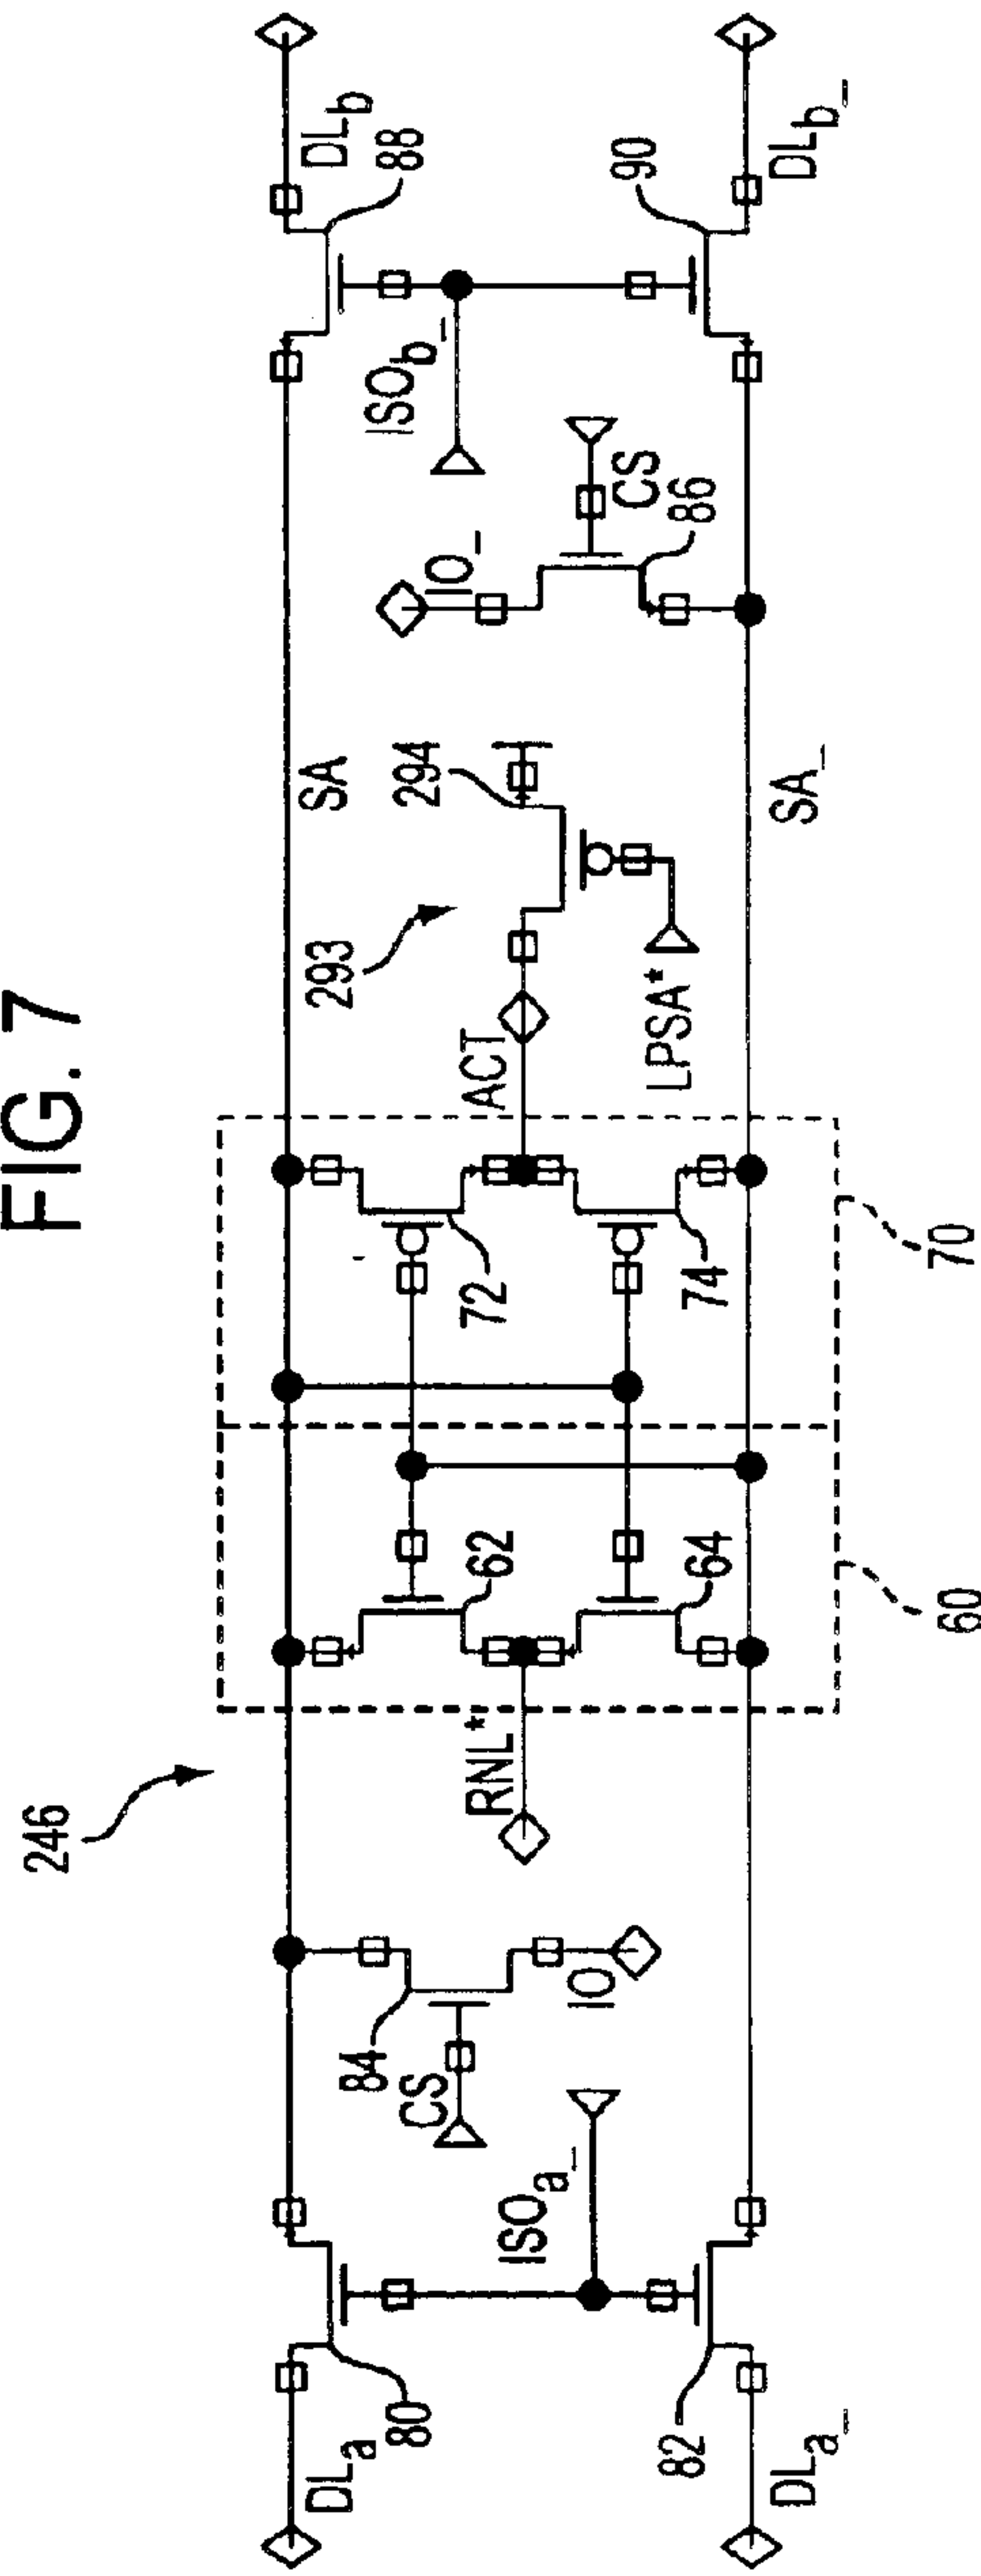 FIG. 7
246
DLa
80
DLa_
82
ISOa_
CS
84
IO
RNL*
62
64
60
72
74
70
ACT
293
294
LPSA*
SA
SA_
IO_
CS
86
ISOb_
DLb
88
90
DLb_